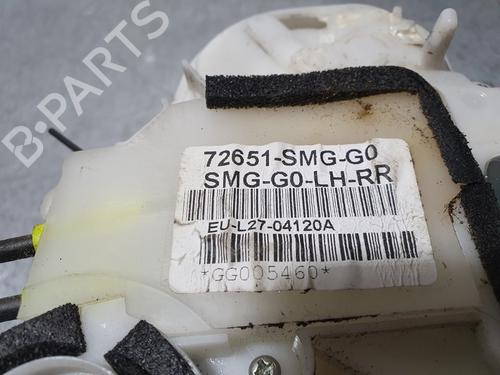 B-PARTS
72651-SMG-G0
SMG-G0-LH-RR
EU-L27-04120A
*GG005460*